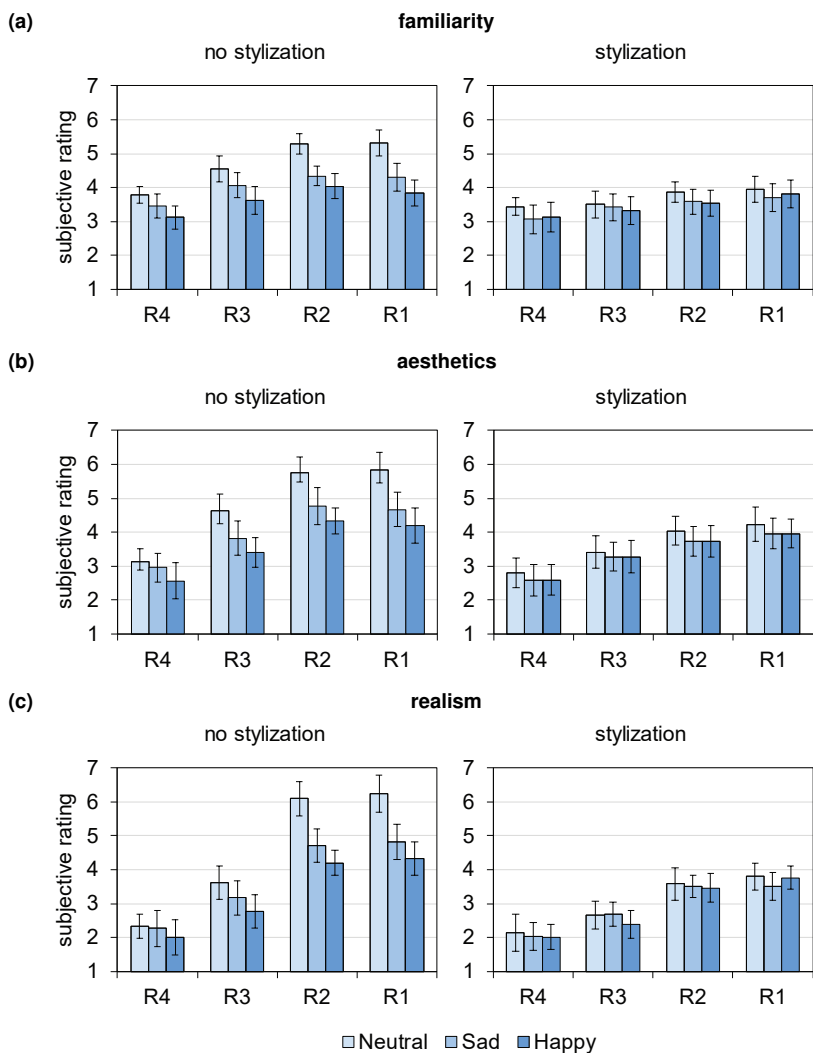 (a) familiarity
no stylization stylization
7 7
6 6
5 5
4 4
3 3
2 2
1 1
subjective rating
R4 R3 R2 R1 R4 R3 R2 R1
(b) aesthetics
no stylization stylization
7 7
6 6
5 5
4 4
3 3
2 2
1 1
subjective rating
R4 R3 R2 R1 R4 R3 R2 R1
(c) realism
no stylization stylization
7 7
6 6
5 5
4 4
3 3
2 2
1 1
subjective rating
R4 R3 R2 R1 R4 R3 R2 R1
Neutral Sad Happy